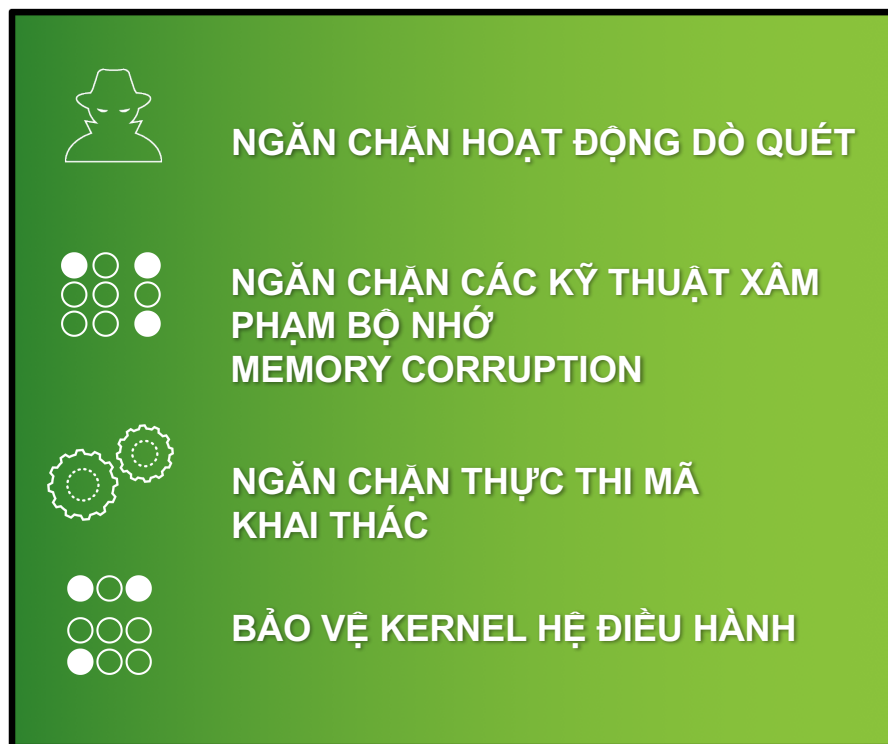 NGĂN CHẶN HOẠT ĐỘNG DÒ QUÉT
NGĂN CHẶN CÁC KỸ THUẬT XÂM
PHẠM BỘ NHỚ
MEMORY CORRUPTION
NGĂN CHẶN THỰC THI MÃ
KHAI THÁC
BẢO VỆ KERNEL HỆ ĐIỀU HÀNH